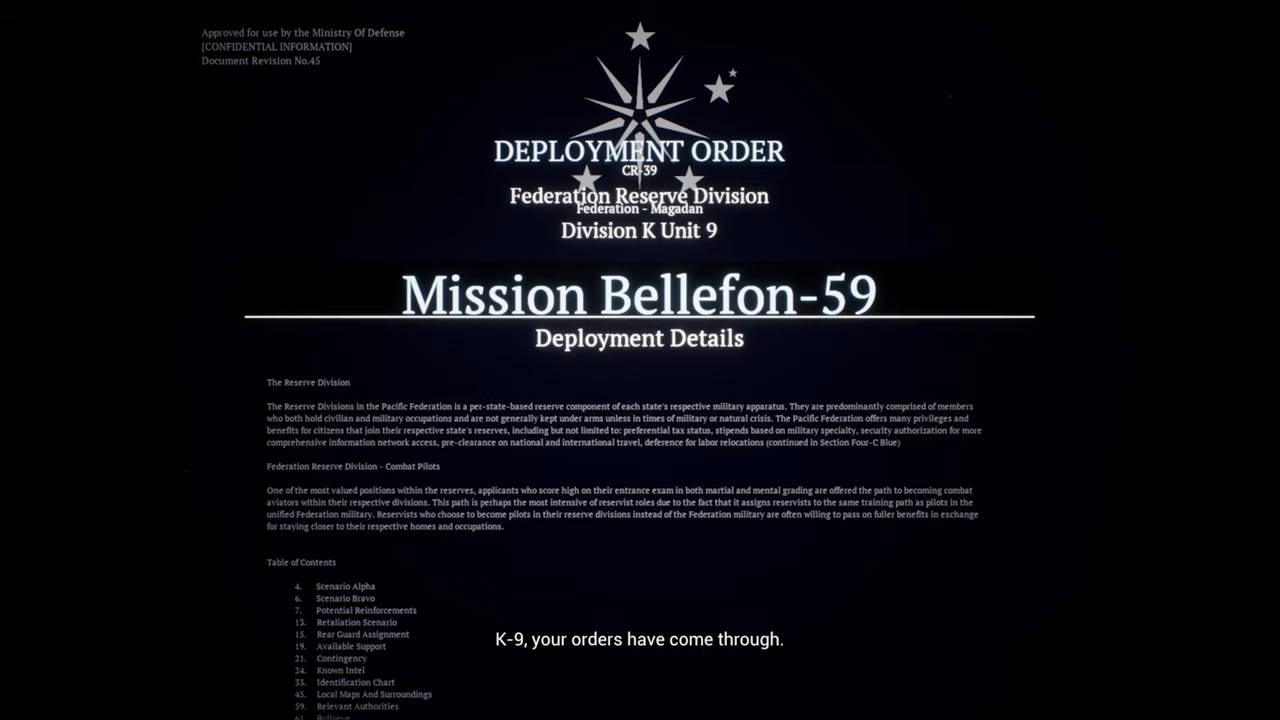 Approved for use by the Ministry Of Defense
[CONFIDENTIAL INFORMATION]
Document Revision No.45
DEPLOYMENT ORDER
CR-39
Federation Reserve Division
Federation - Magadan
Division K Unit 9
Mission Bellefon-59
Deployment Details
The Reserve Division
The Reserve Divisions in the Pacific Federation is a per-state-based reserve component of each state's respective military apparatus. They are predominantly comprised of members
who both hold civilian and military occupations and are not generally kept under arms unless in times of military or natural crisis. The Pacific Federation offers many privileges and
benefits for citizens that join their respective state's reserves, including but not limited to: preferential tax status, stipends based on military specialty, security authorization for more
comprehensive information network access, pre-clearance on national and international travel, deference for labor relocations (continued in Section Four-C Blue)
Federation Reserve Division - Combat Pilots
One of the most valued positions within the reserves, applicants who score high on their entrance exam in both martial and mental grading are offered the path to becoming combat
aviators within their respective divisions. This path is perhaps the most intensive of reservist roles due to the fact that it assigns reservists to the same training path as pilots in the
unified Federation military. Reservists who choose to become pilots in their reserve divisions instead of the Federation military are often willing to pass on fuller benefits in exchange
for staying closer to their respective homes and occupations.
Table of Contents
4. Scenario Alpha
6. Scenario Bravo
7. Potential Reinforcements
13. Retaliation Scenario
15. Rear Guard Assignment
19. Available Support
21. Contingency
24. Known Intel
33. Identification Chart
45. Local Maps And Surroundings
59. Relevant Authorities
61. Bullseye
K-9, your orders have come through.